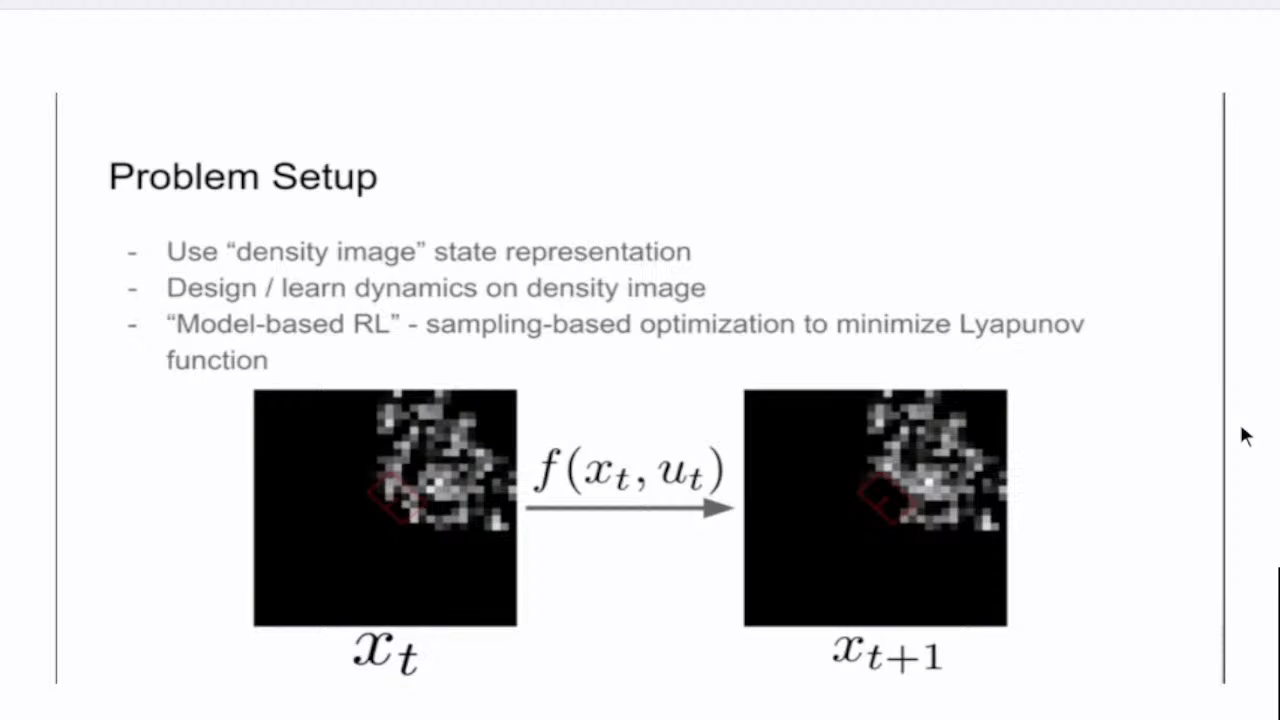 Problem Setup
- Use “density image” state representation
- Design / learn dynamics on density image
- “Model-based RL” - sampling-based optimization to minimize Lyapunov
function
f(x_t, u_t)
x_t
x_{t+1}